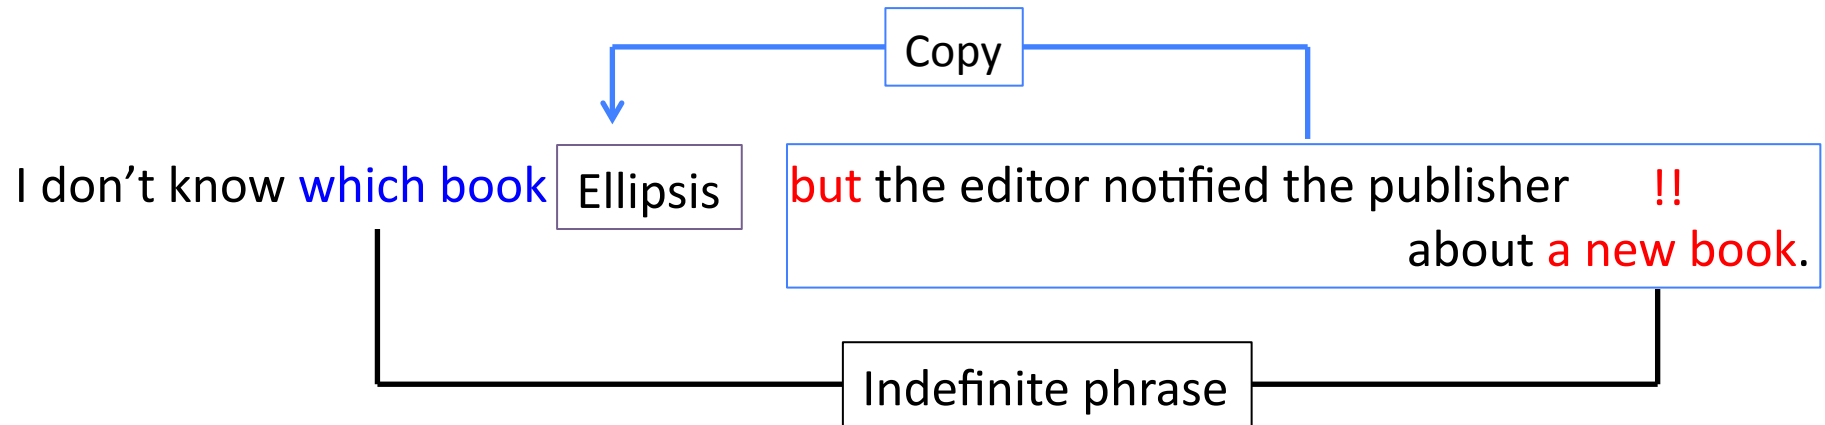 Copy
I don’t know which book Ellipsis but the editor notified the publisher !!
about a new book.
Indefinite phrase